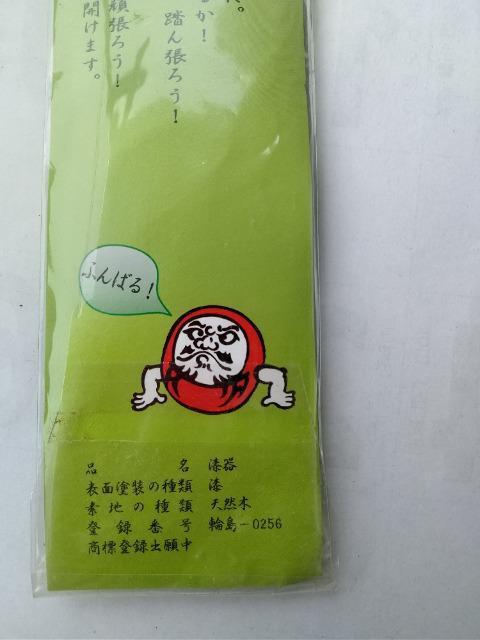 か！
踏ん張ろう！
頑張ろう！
開けます。
ふんばる！
品　　　名　漆器
表面塗装の種類　漆
素地の種類　天然木
登録番号　輪島－0256
商標登録出願中